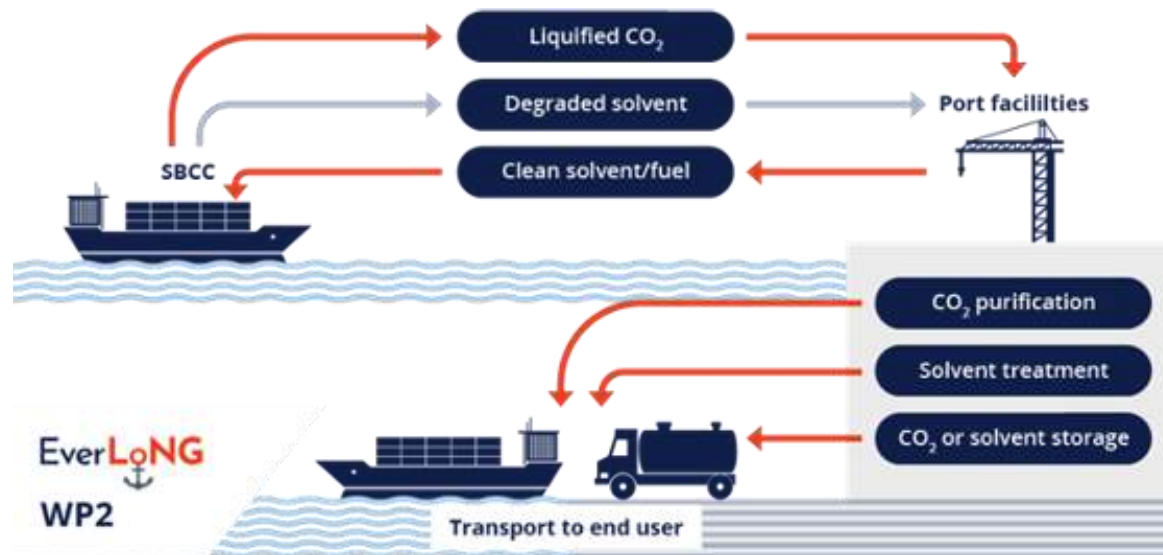 Liquified CO₂
Degraded solvent
Port facililties
Clean solvent/fuel
SBCC
CO₂ purification
Solvent treatment
CO₂ or solvent storage
EverLoNG
WP2
Transport to end user